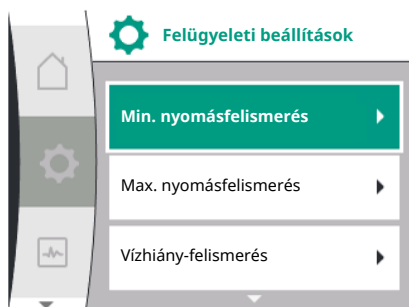 Felügyeleti beállítások
Min. nyomásfelismerés
Max. nyomásfelismerés
Vízhiány-felismerés